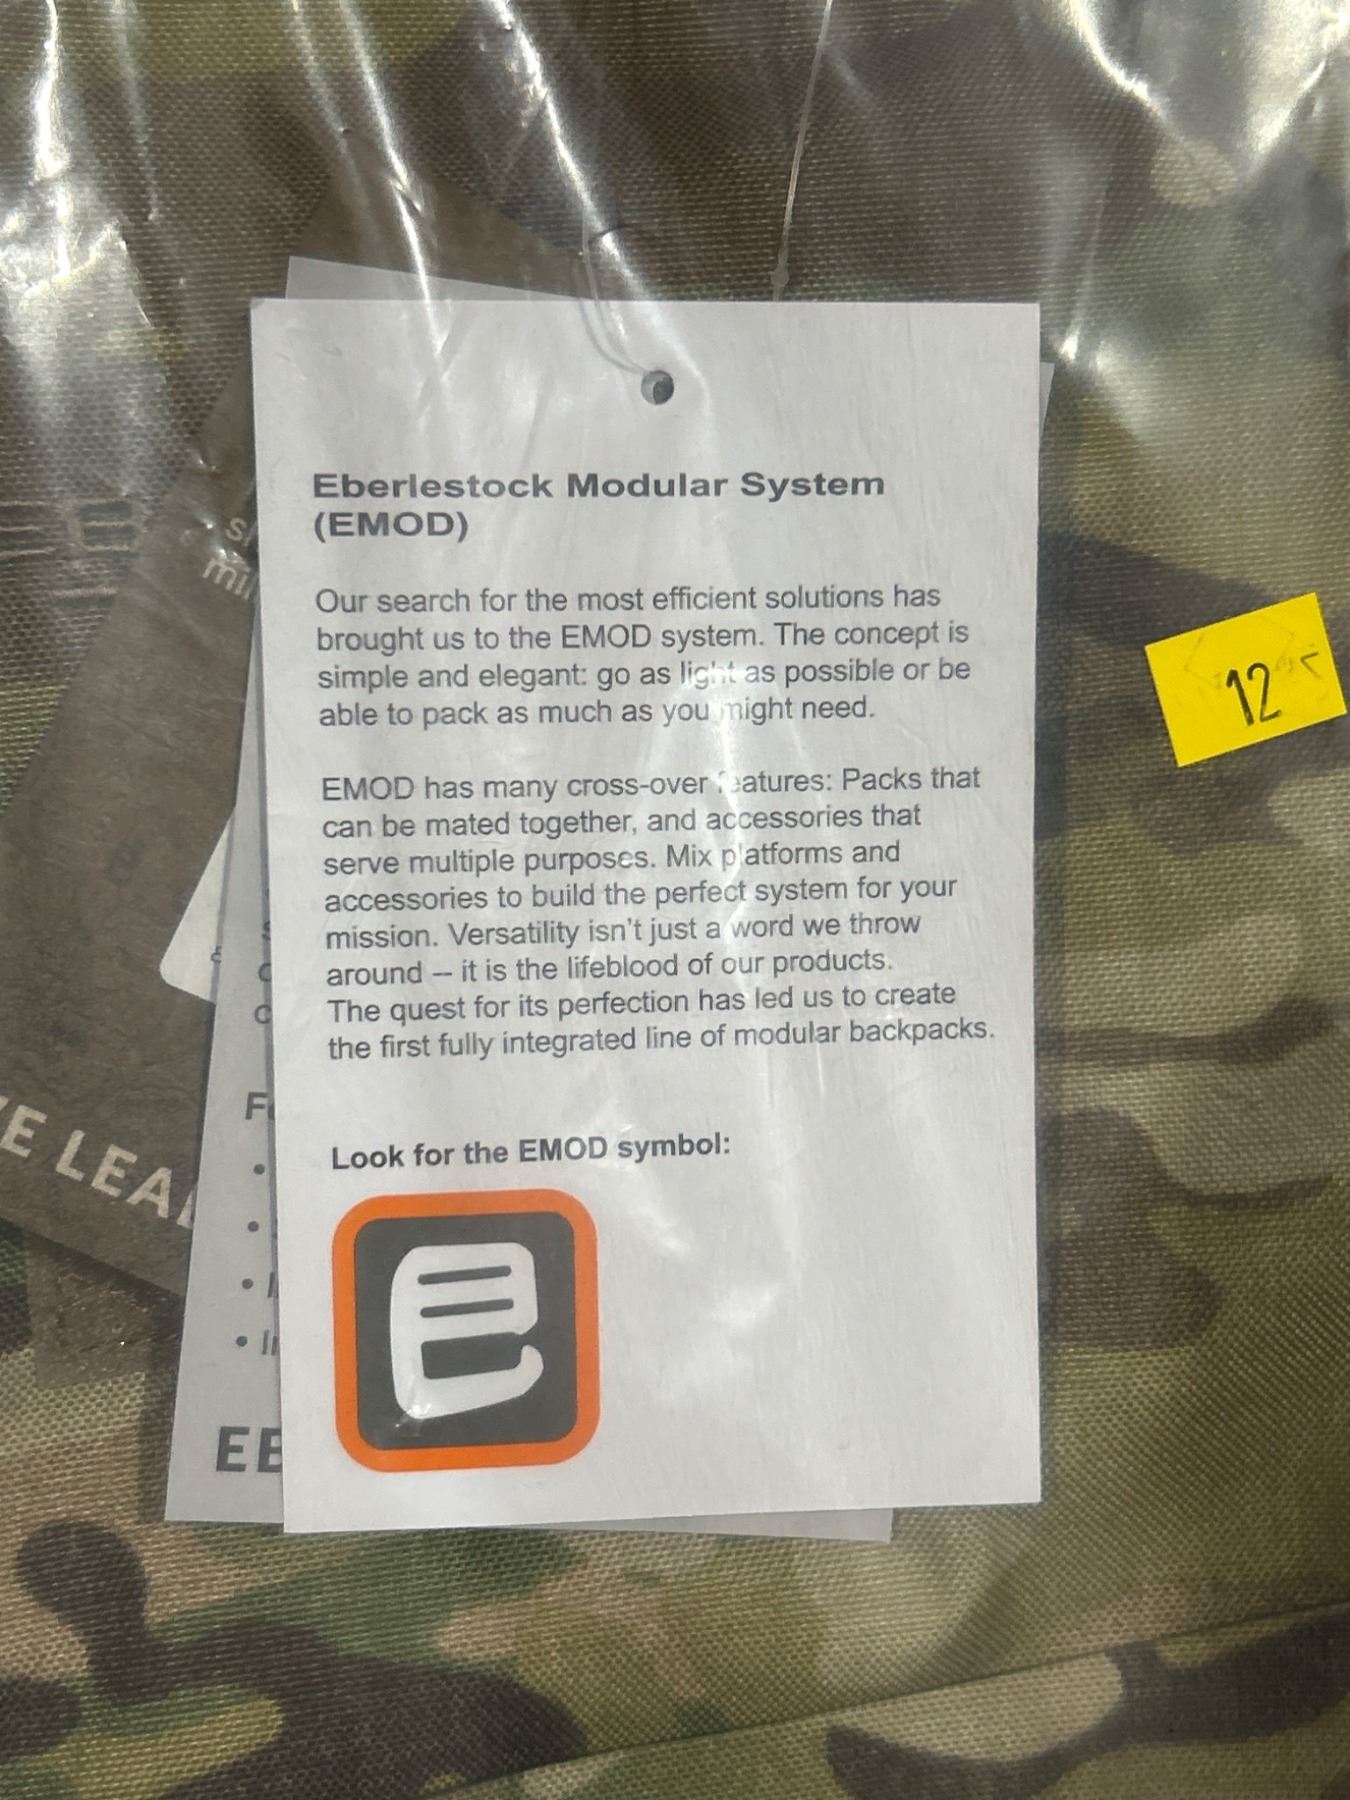 Eberlestock Modular System
(EMOD)
Our search for the most efficient solutions has
brought us to the EMOD system. The concept is
simple and elegant: go as light as possible or be
able to pack as much as you might need.
EMOD has many cross-over features: Packs that
can be mated together, and accessories that
serve multiple purposes. Mix platforms and
accessories to build the perfect system for your
mission. Versatility isn't just a word we throw
around -- it is the lifeblood of our products.
The quest for its perfection has led us to create
the first fully integrated line of modular backpacks.
Look for the EMOD symbol:
12